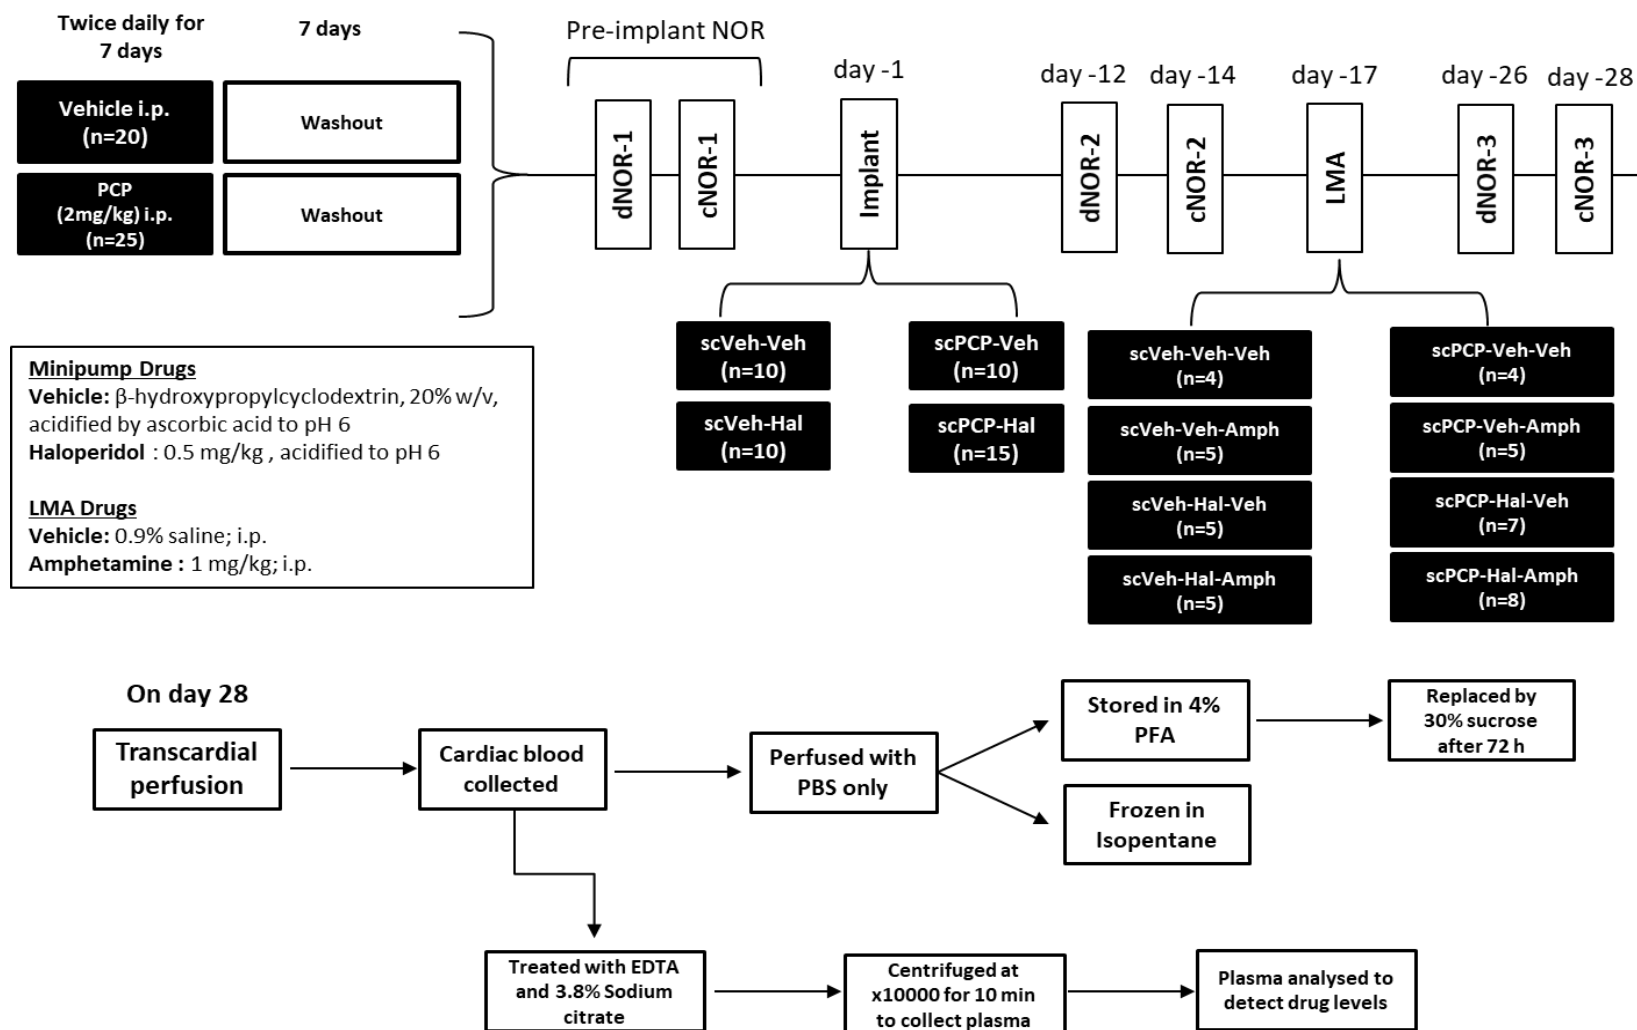 Twice daily for
7 days
7 days
Vehicle i.p.
(n=20)
Washout
PCP
(2mg/kg) i.p.
(n=25)
Washout
Pre-implant NOR
dNOR-1
cNOR-1
day -1
Implant
day -12
dNOR-2
day -14
cNOR-2
day -17
LMA
day -26
dNOR-3
day -28
cNOR-3
scVeh-Veh
(n=10)
scVeh-Hal
(n=10)
scPCP-Veh
(n=10)
scPCP-Hal
(n=15)
scVeh-Veh-Veh
(n=4)
scVeh-Veh-Amph
(n=5)
scVeh-Hal-Veh
(n=5)
scVeh-Hal-Amph
(n=5)
scPCP-Veh-Veh
(n=4)
scPCP-Veh-Amph
(n=5)
scPCP-Hal-Veh
(n=7)
scPCP-Hal-Amph
(n=8)
Minipump Drugs
Vehicle: β-hydroxypropylcyclodextrin, 20% w/v,
acidified by ascorbic acid to pH 6
Haloperidol : 0.5 mg/kg , acidified to pH 6
LMA Drugs
Vehicle: 0.9% saline; i.p.
Amphetamine : 1 mg/kg; i.p.
On day 28
Transcardial
perfusion
Cardiac blood
collected
Perfused with
PBS only
Stored in 4%
PFA
Replaced by
30% sucrose
after 72 h
Frozen in
Isopentane
Treated with EDTA
and 3.8% Sodium
citrate
Centrifuged at
x10000 for 10 min
to collect plasma
Plasma analysed to
detect drug levels